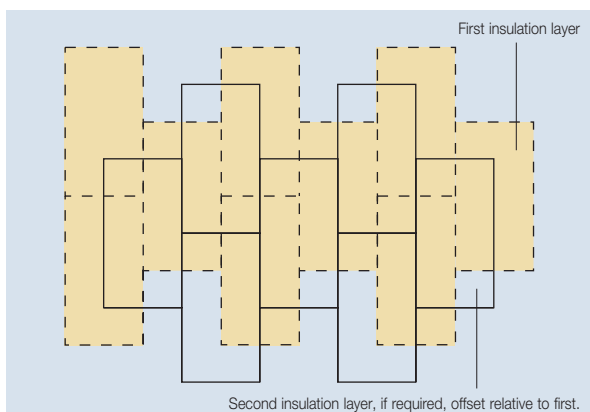 First insulation layer
Second insulation layer, if required, offset relative to first.